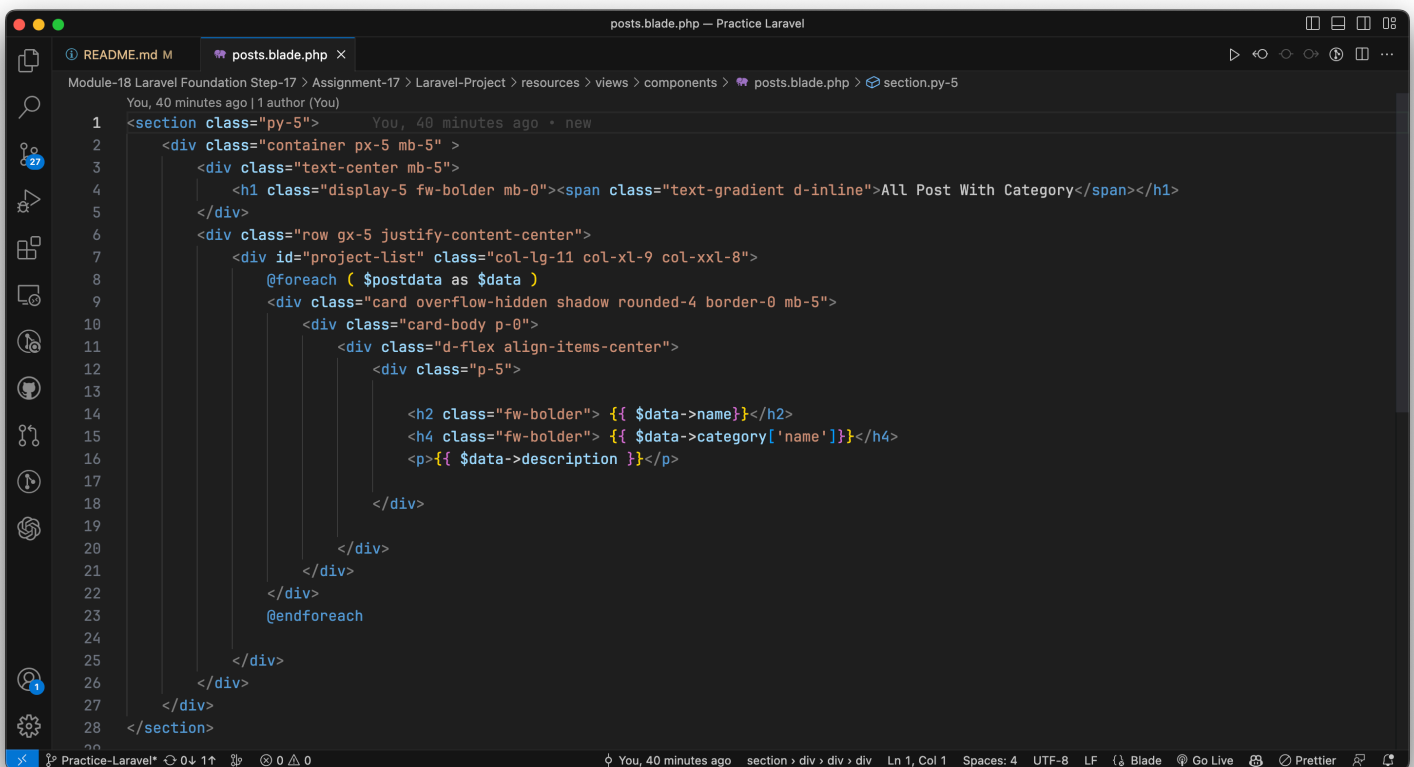 posts.blade.php — Practice Laravel
README.md M
posts.blade.php
Module-18 Laravel Foundation Step-17 > Assignment-17 > Laravel-Project > resources > views > components > posts.blade.php > section.py-5
You, 40 minutes ago | 1 author (You)
1 <section class="py-5"> You, 40 minutes ago • new
2 <div class="container px-5 mb-5" >
3 <div class="text-center mb-5">
4 <h1 class="display-5 fw-bolder mb-0"><span class="text-gradient d-inline">All Post With Category</span></h1>
5 </div>
6 <div class="row gx-5 justify-content-center">
7 <div id="project-list" class="col-lg-11 col-xl-9 col-xxl-8">
8 @foreach ( $postdata as $data )
9 <div class="card overflow-hidden shadow rounded-4 border-0 mb-5">
10 <div class="card-body p-0">
11 <div class="d-flex align-items-center">
12 <div class="p-5">
13
14 <h2 class="fw-bolder"> {{ $data->name}}</h2>
15 <h4 class="fw-bolder"> {{ $data->category['name']}}</h4>
16 <p>{{ $data->description }}</p>
17
18 </div>
19
20 </div>
21 </div>
22 </div>
23 @endforeach
24
25 </div>
26 </div>
27 </div>
28 </section>
29
27
1
Practice-Laravel* 0↓ 1↑ 0 0 You, 40 minutes ago section › div › div › div Ln 1, Col 1 Spaces: 4 UTF-8 LF Blade Go Live Prettier